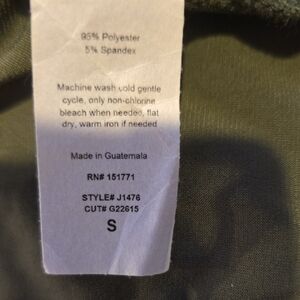 95% Polyester
5% Spandex
Machine wash cold gentle
cycle, only non-chlorine
bleach when needed, flat
dry, warm iron if needed
Made in Guatemala
RN# 151771
STYLE# J1476
CUT# G22615
S